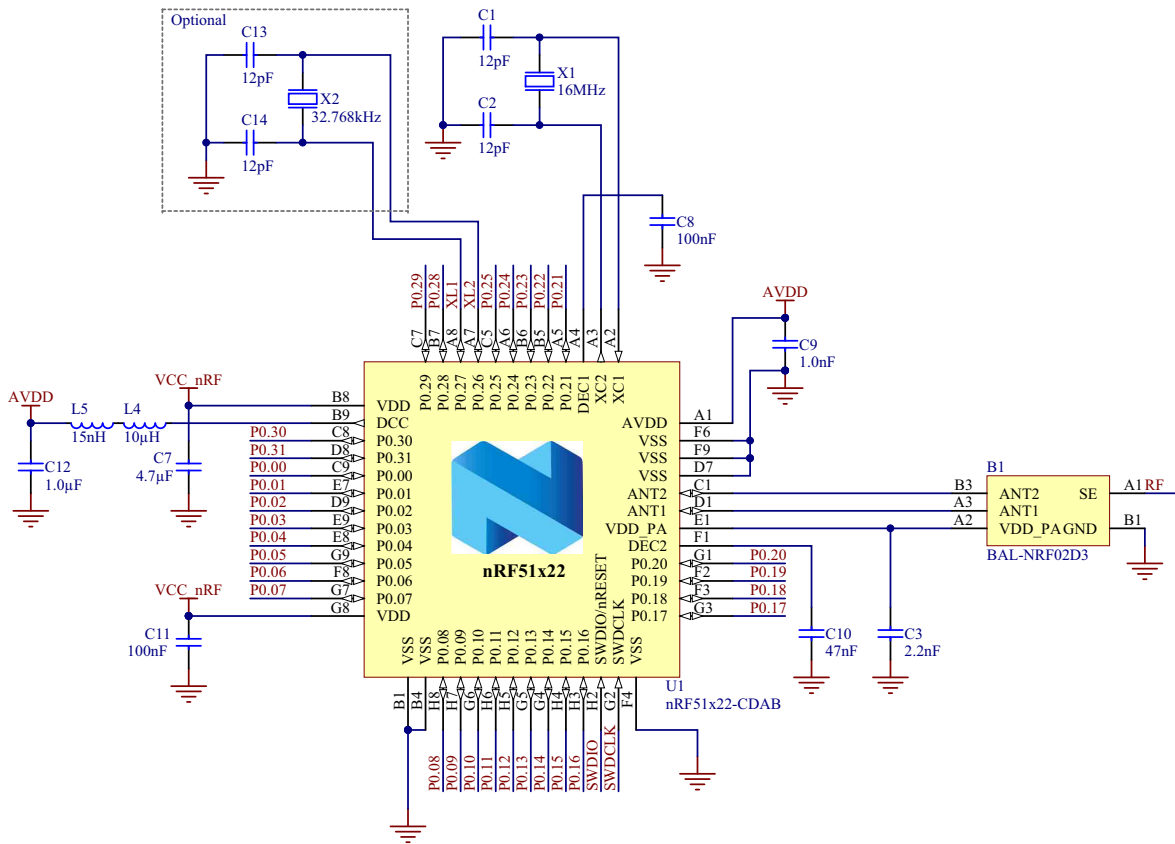 Optional
C13
12pF
X2
32.768kHz
C14
12pF
C1
12pF
X1
16MHz
C2
12pF
C8
100nF
P0.29
P0.28
XL1
XL2
P0.25
P0.24
P0.23
P0.22
P0.21
C7
B7
A8
A7
C5
A6
B6
B5
A5
A4
A3
A2
P0.29
P0.28
P0.27
P0.26
P0.25
P0.24
P0.23
P0.22
P0.21
DEC1
XC2
XC1
AVDD
C9
1.0nF
AVDD
L5
15nH
L4
10µH
C12
1.0µF
VCC_nRF
C7
4.7µF
B8 VDD
B9 DCC
P0.30 C8 P0.30
P0.31 D8 P0.31
P0.00 C9 P0.00
P0.01 E7 P0.01
P0.02 D9 P0.02
P0.03 E9 P0.03
P0.04 E8 P0.04
P0.05 G9 P0.05
P0.06 F8 P0.06
P0.07 G7 P0.07
G8 VDD
VCC_nRF
C11
100nF
nRF51x22
AVDD A1
VSS F6
VSS F9
VSS D7
ANT2 C1
ANT1 D1
VDD_PA E1
DEC2 F1
P0.20 G1 P0.20
P0.19 F2 P0.19
P0.18 F3 P0.18
P0.17 G3 P0.17
B1
B3 ANT2 SE A1 RF
A3 ANT1
A2 VDD_PA GND B1
BAL-NRF02D3
C10
47nF
C3
2.2nF
VSS
VSS
P0.08
P0.09
P0.10
P0.11
P0.12
P0.13
P0.14
P0.15
P0.16
SWDIO/nRESET
SWDCLK
VSS
U1
nRF51x22-CDAB
B1
B4
H8
H7
G6
H6
H5
G5
G4
H4
H3
H2
G2
F4
P0.08
P0.09
P0.10
P0.11
P0.12
P0.13
P0.14
P0.15
P0.16
SWDIO
SWDCLK